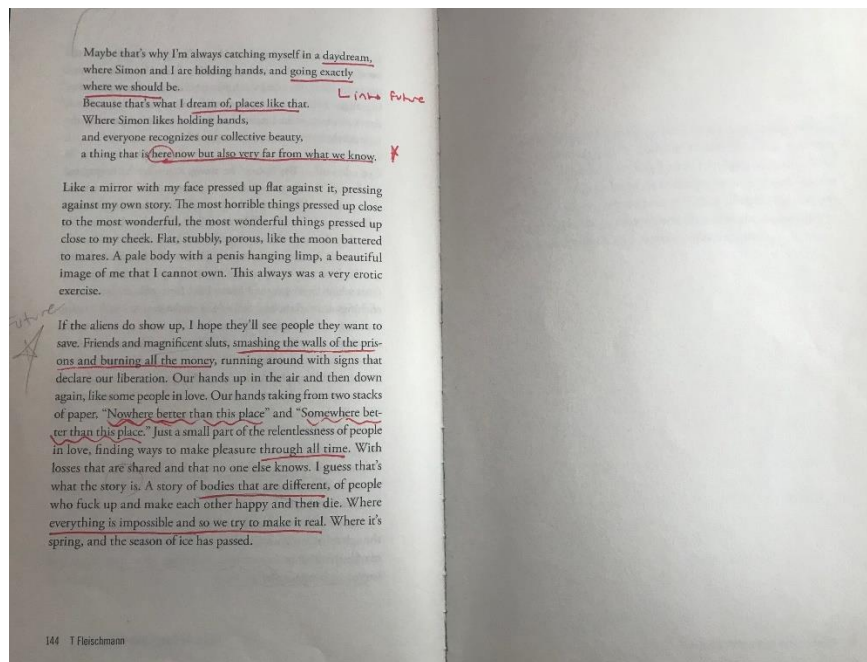 Maybe that's why I'm always catching myself in a daydream,
where Simon and I are holding hands, and going exactly
where we should be.
L into future
Because that's what I dream of, places like that.
Where Simon likes holding hands,
and everyone recognizes our collective beauty,
a thing that is here now but also very far from what we know.
Like a mirror with my face pressed up flat against it, pressing
against my own story. The most horrible things pressed up close
to the most wonderful, the most wonderful things pressed up
close to my cheek. Flat, stubbly, porous, like the moon battered
to mares. A pale body with a penis hanging limp, a beautiful
image of me that I cannot own. This always was a very erotic
exercise.
Future
If the aliens do show up, I hope they'll see people they want to
save. Friends and magnificent sluts, smashing the walls of the pris-
ons and burning all the money, running around with signs that
declare our liberation. Our hands up in the air and then down
again, like some people in love. Our hands taking from two stacks
of paper. “Nowhere better than this place” and “Somewhere bet-
ter than this place.” Just a small part of the relentlessness of people
in love, finding ways to make pleasure through all time. With
losses that are shared and that no one else knows. I guess that's
what the story is. A story of bodies that are different, of people
who fuck up and make each other happy and then die. Where
everything is impossible and so we try to make it real. Where it's
spring, and the season of ice has passed.
144 T Fleischmann